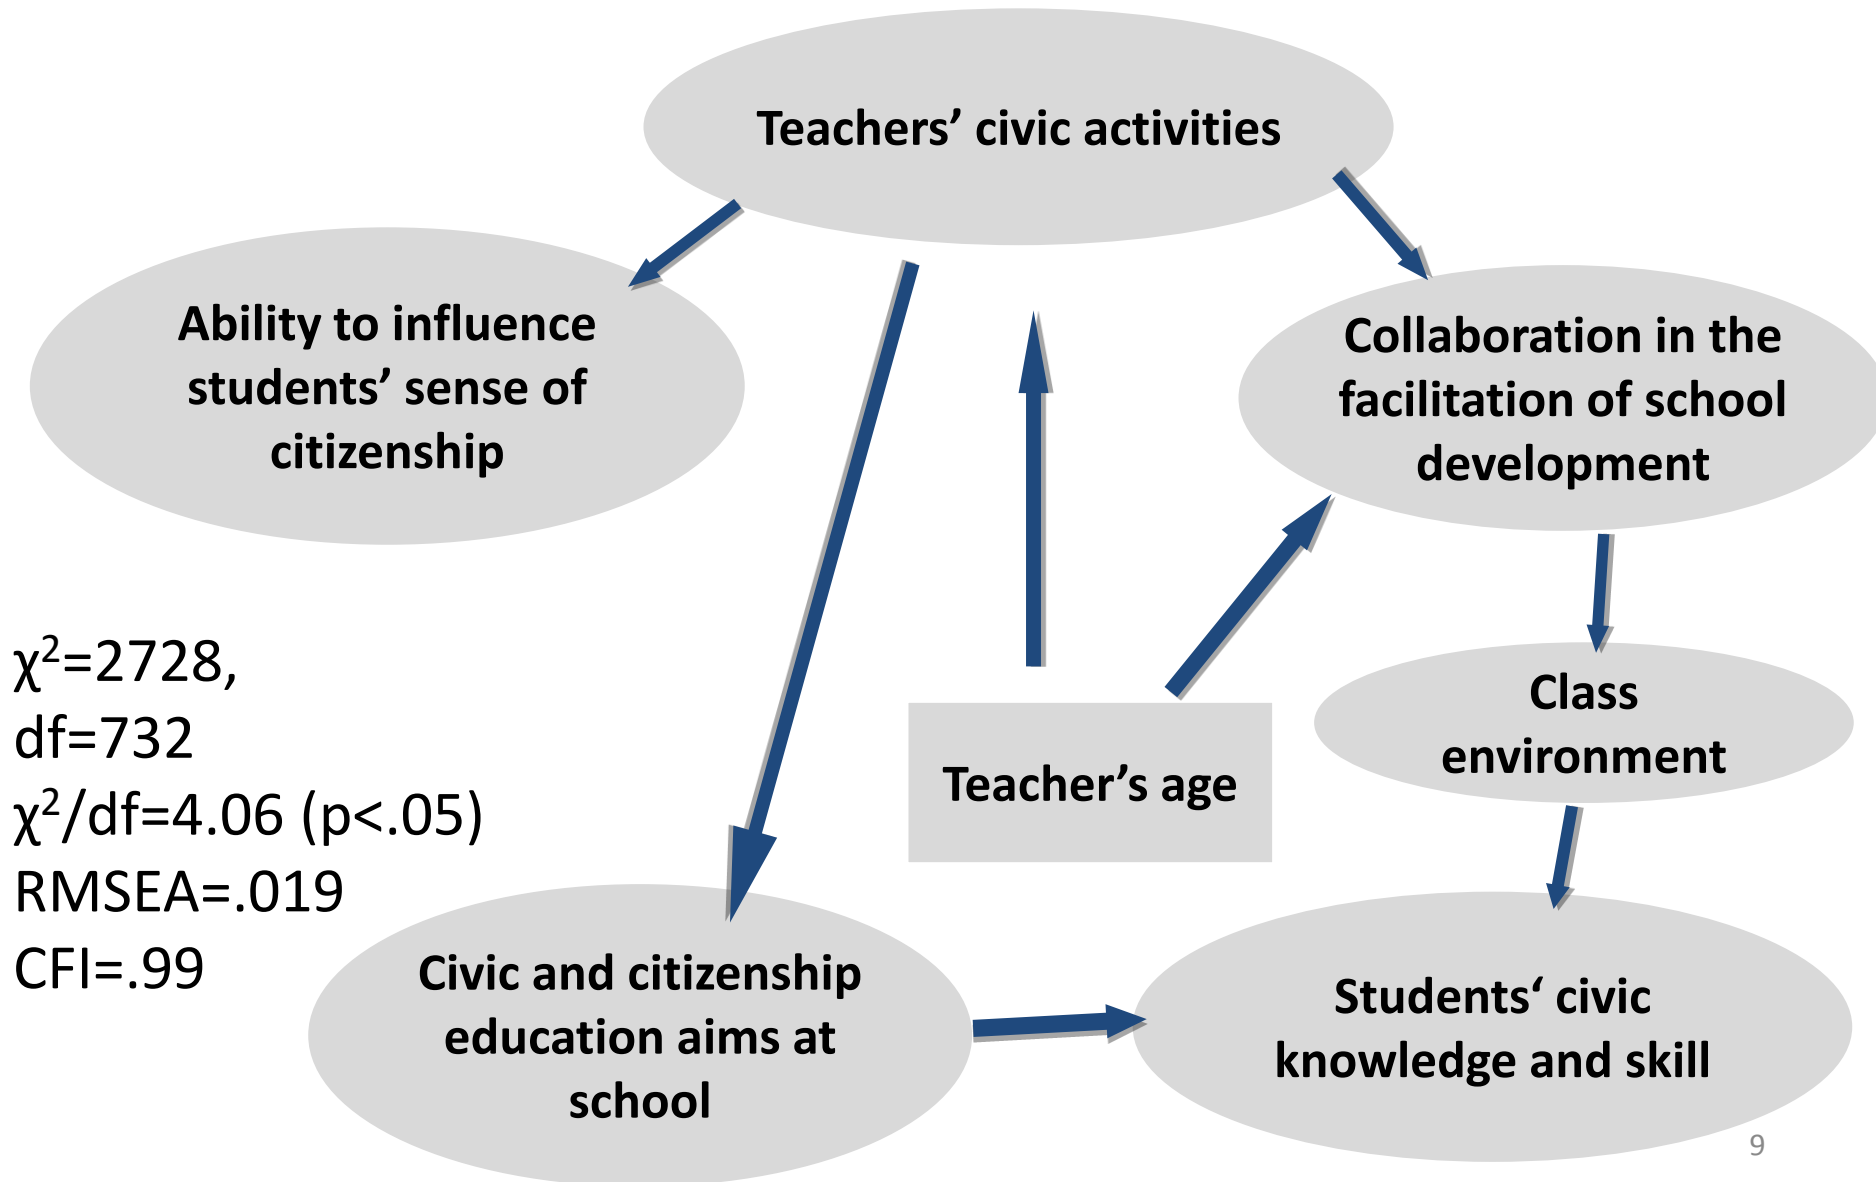 Teachers’ civic activities
Ability to influence
students’ sense of
citizenship
Collaboration in the
facilitation of school
development
χ²=2728,
df=732
χ²/df=4.06 (p<.05)
RMSEA=.019
CFI=.99
Teacher’s age
Class
environment
Civic and citizenship
education aims at
school
Students‘ civic
knowledge and skill
9